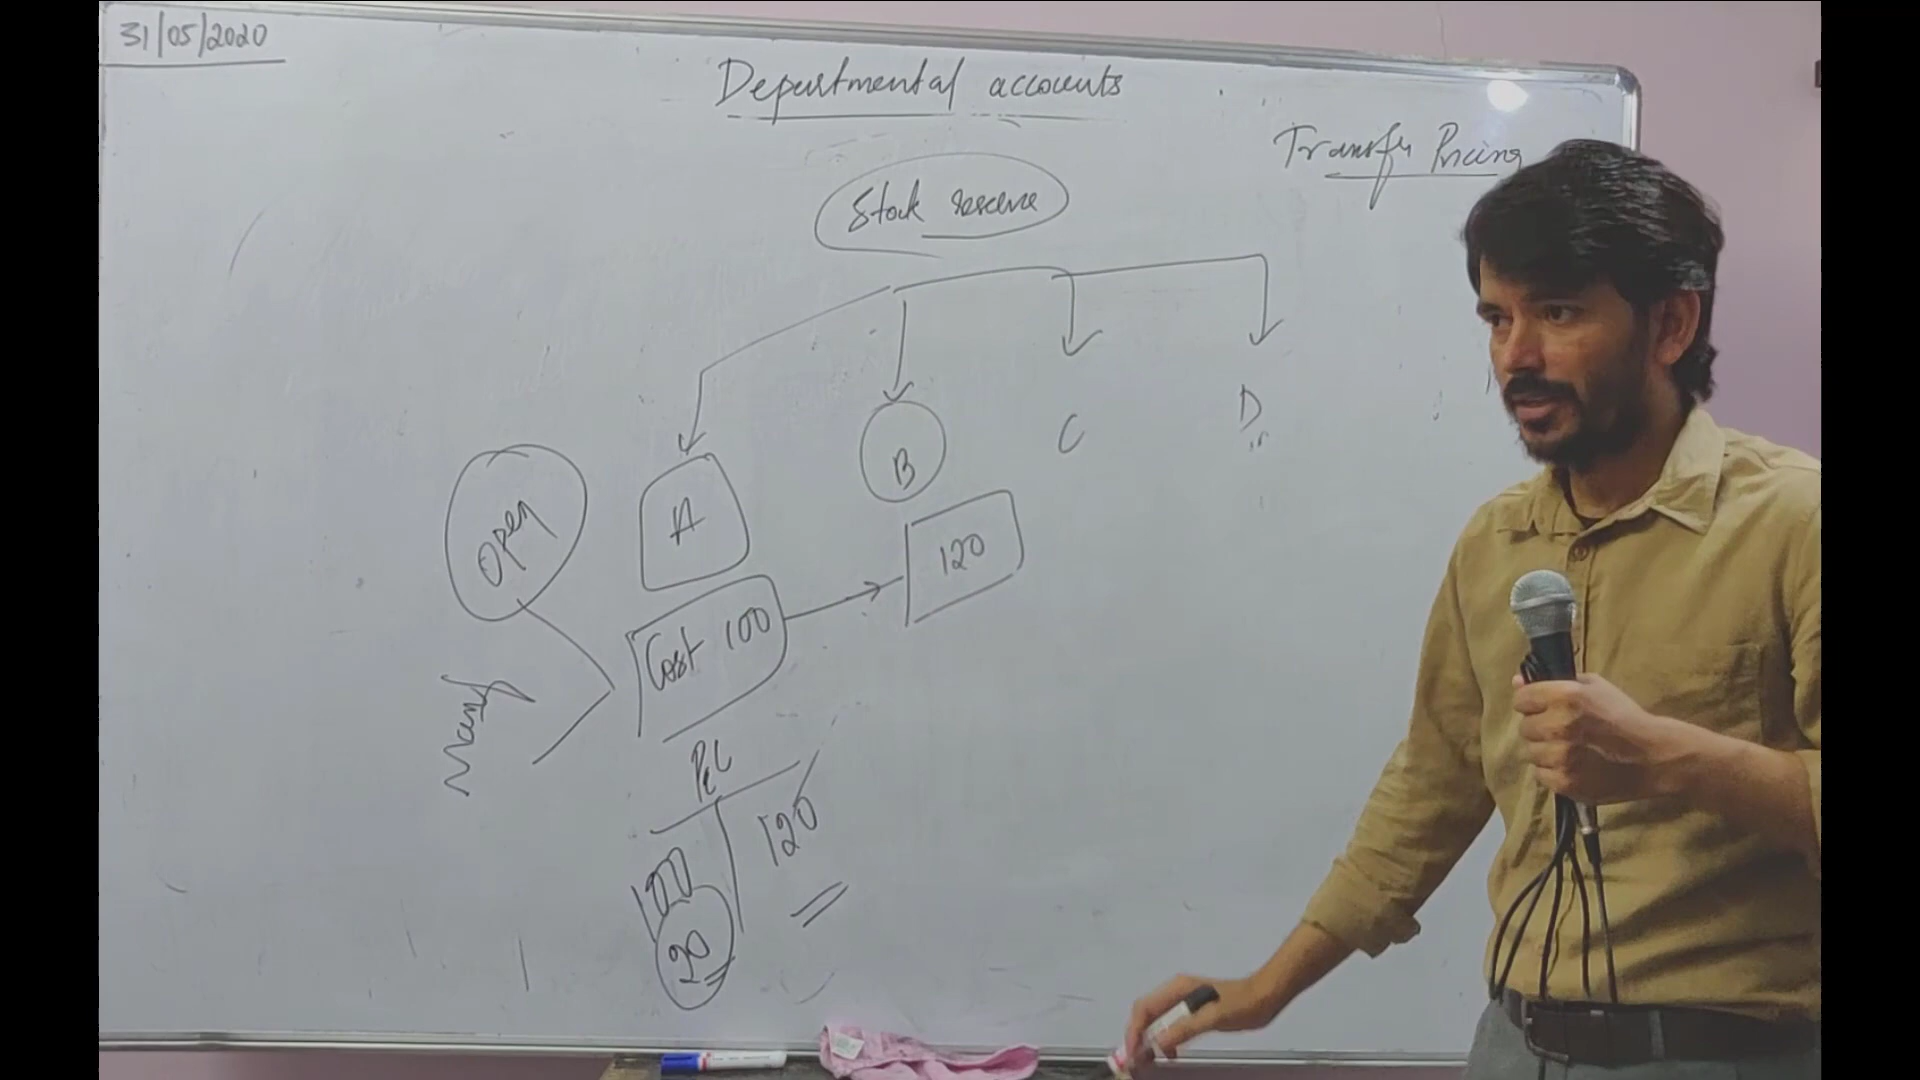 31/05/2020
Departmental accounts
Transfer Pricing
Stock reserve
A
B
C
D
Open
120
Cost 100
P&L
100
120
20